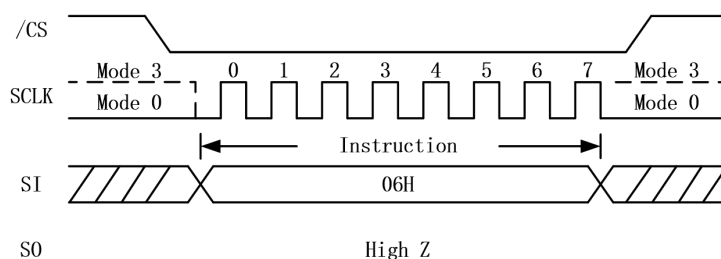 /CS
Mode 3 0 1 2 3 4 5 6 7 Mode 3
SCLK Mode 0 Mode 0
Instruction
SI 06H
SO High Z